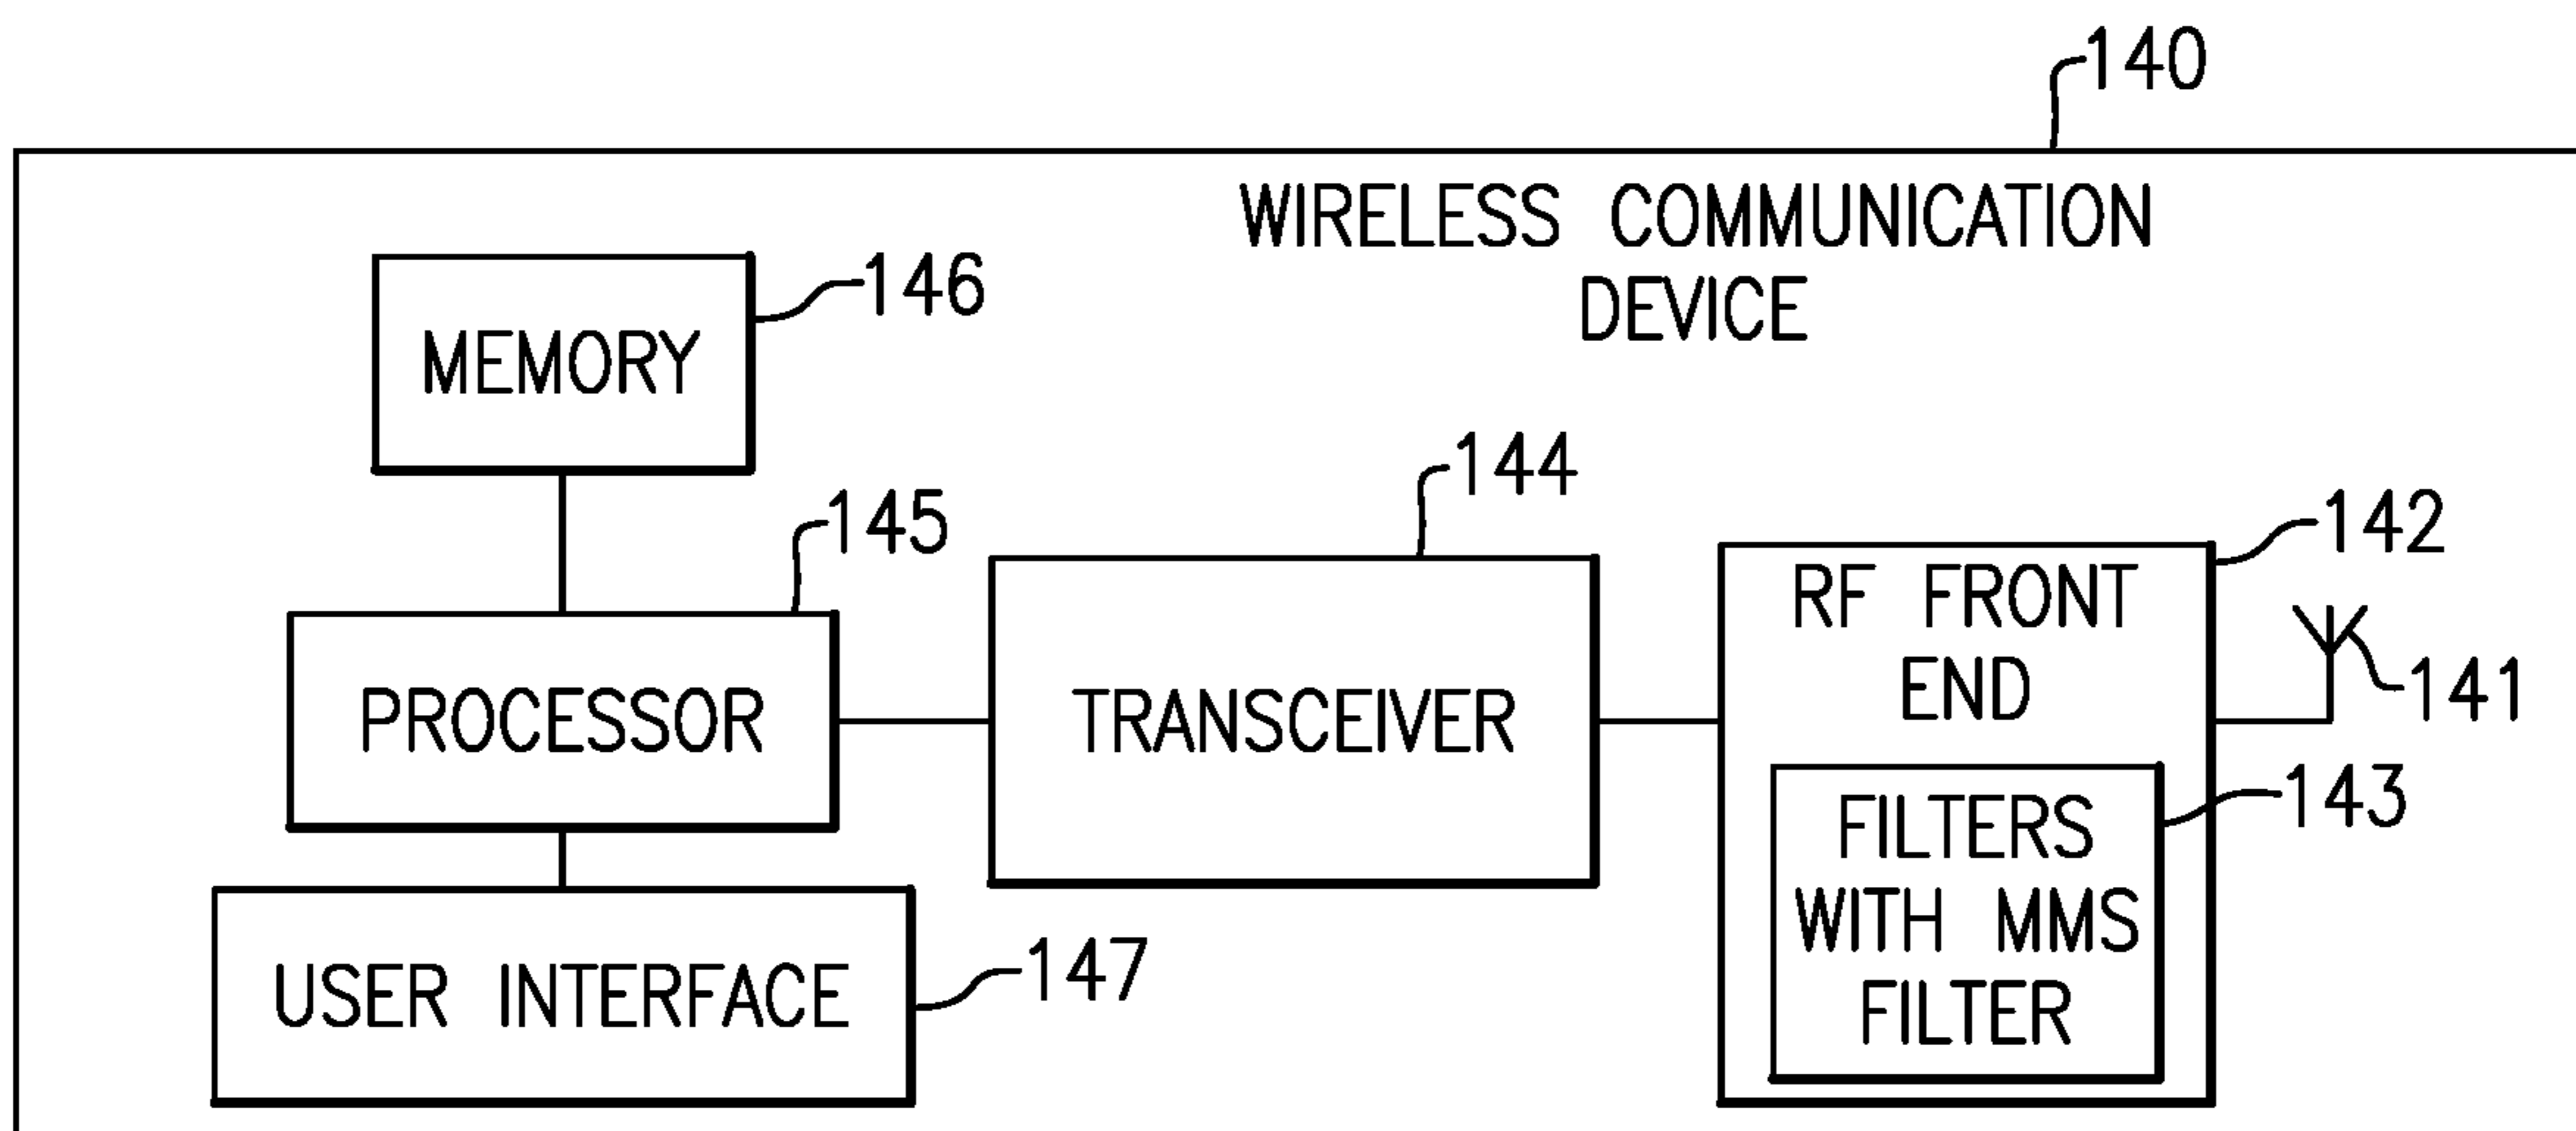 140
WIRELESS COMMUNICATION
DEVICE
146
MEMORY
144
145
142
RF FRONT
END
141
PROCESSOR
TRANSCEIVER
143
FILTERS
WITH MMS
FILTER
147
USER INTERFACE